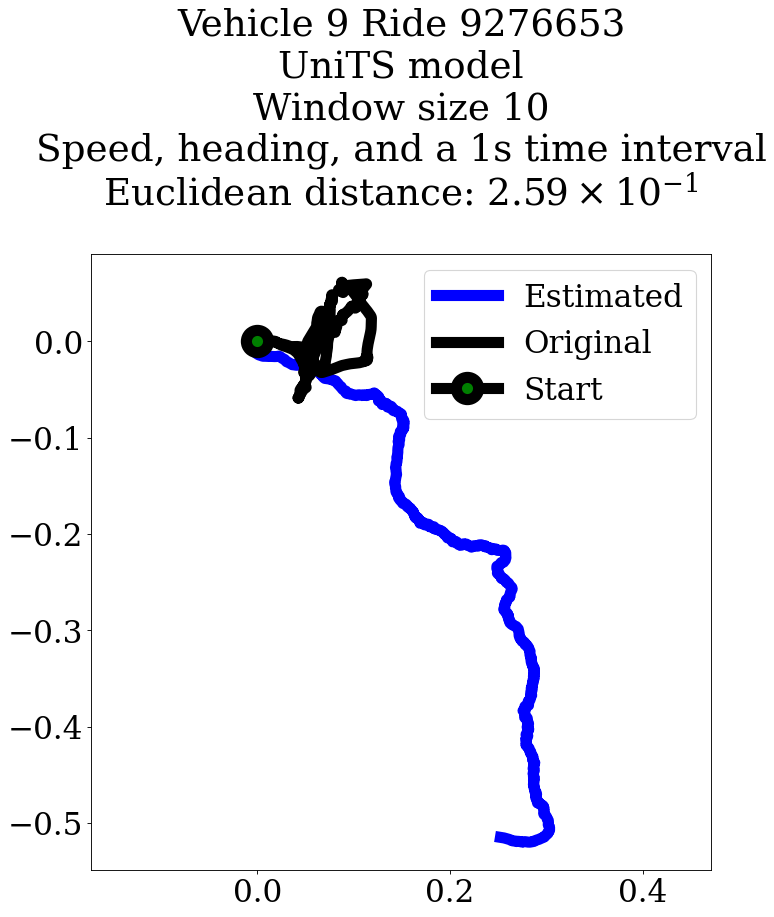 Vehicle 9 Ride 9276653
UniTS model
Window size 10
Speed, heading, and a 1s time interval
Euclidean distance: 2.59 × 10⁻¹
Estimated
Original
Start
0.0
−0.1
−0.2
−0.3
−0.4
−0.5
0.0 0.2 0.4